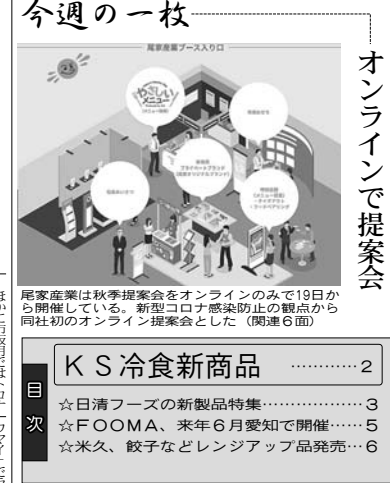 今週の一枚
オンラインで提案会
尾家産業ブース入り口
やさしい
メニュー
尾家産業は秋季提案会をオンラインのみで19日か
ら開催している。新型コロナ感染防止の観点から
同社初のオンライン提案会とした（関連６面）
目次
ＫＳ冷食新商品 …………２
☆日清フーズの新製品特集………………３
☆ＦＯＯＭＡ、来年６月愛知で開催……５
☆米久、餃子などレンジアップ品発売…６